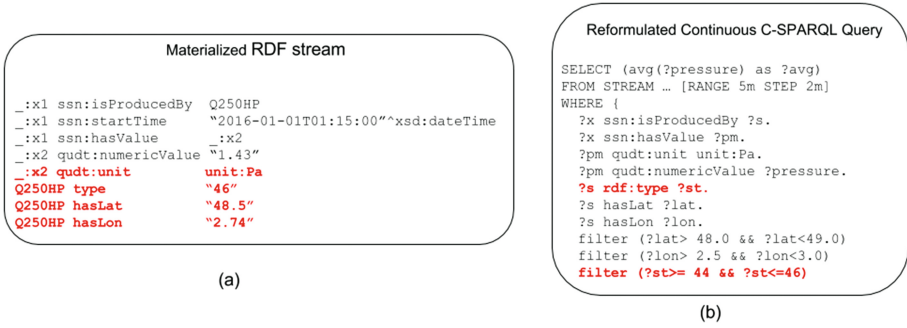 Materialized RDF stream
_:x1 ssn:isProducedBy Q250HP
_:x1 ssn:startTime “2016-01-01T01:15:00”^xsd:dateTime
_:x1 ssn:hasValue _:x2
_:x2 qudt:numericValue “1.43”
_:x2 qudt:unit unit:Pa
Q250HP type “46”
Q250HP hasLat “48.5”
Q250HP hasLon “2.74”
(a)
Reformulated Continuous C-SPARQL Query
SELECT (avg(?pressure) as ?avg)
FROM STREAM … [RANGE 5m STEP 2m]
WHERE {
?x ssn:isProducedBy ?s.
?x ssn:hasValue ?pm.
?pm qudt:unit unit:Pa.
?pm qudt:numericValue ?pressure.
?s rdf:type ?st.
?s hasLat ?lat.
?s hasLon ?lon.
filter (?lat> 48.0 && ?lat<49.0)
filter (?lon> 2.5 && ?lon<3.0)
filter (?st>= 44 && ?st<=46)
(b)